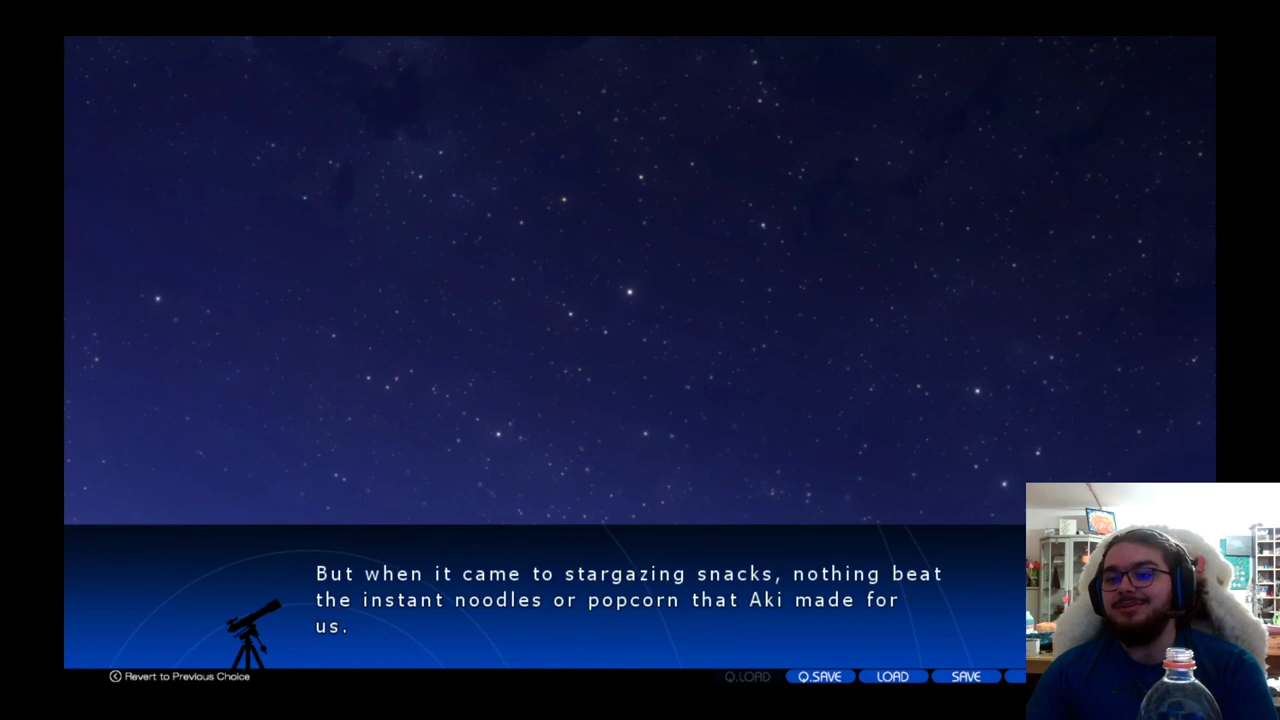 But when it came to stargazing snacks, nothing beat
the instant noodles or popcorn that Aki made for
us.
Revert to Previous Choice
Q.LOAD
Q.SAVE
LOAD
SAVE